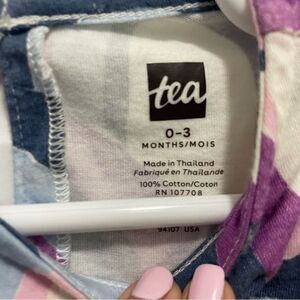 tea
0-3
MONTHS/MOIS
Made in Thailand
Fabriqué en Thaïlande
100% Cotton/Coton
RN 107708
94107 USA